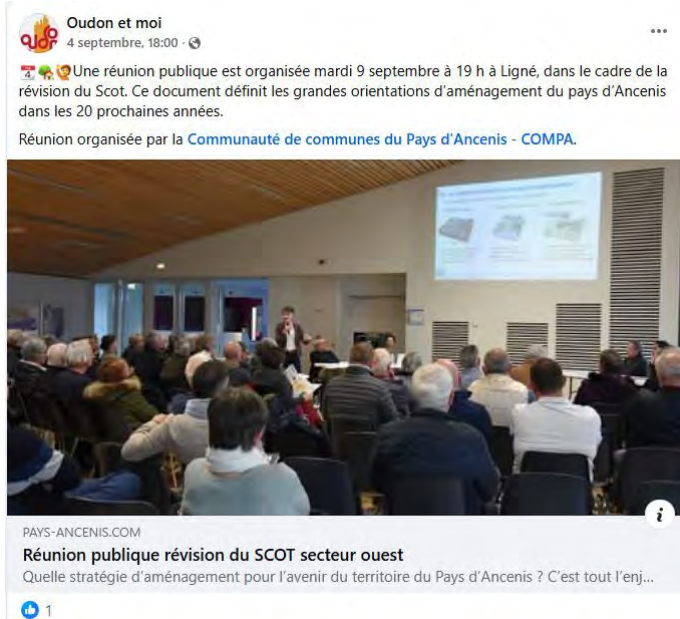 Oudon et moi
4 septembre, 18:00 ·
Une réunion publique est organisée mardi 9 septembre à 19 h à Ligné, dans le cadre de la
révision du Scot. Ce document définit les grandes orientations d'aménagement du pays d'Ancenis
dans les 20 prochaines années.
Réunion organisée par la Communauté de communes du Pays d'Ancenis - COMPA.
PAYS-ANCENIS.COM
Réunion publique révision du SCOT secteur ouest
Quelle stratégie d'aménagement pour l'avenir du territoire du Pays d'Ancenis ? C'est tout l'enj...
1